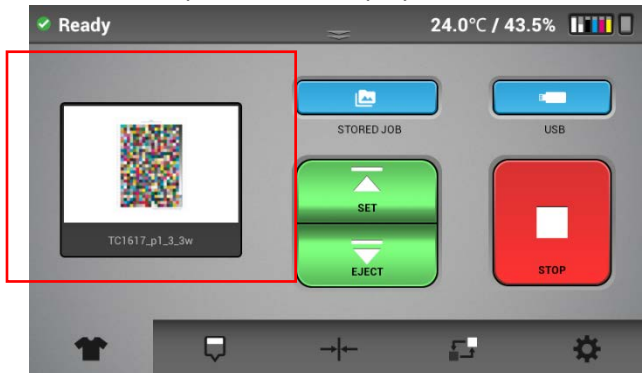 Ready
24.0°C / 43.5%
STORED JOB
USB
TC1617_p1_3_3w
SET
EJECT
STOP